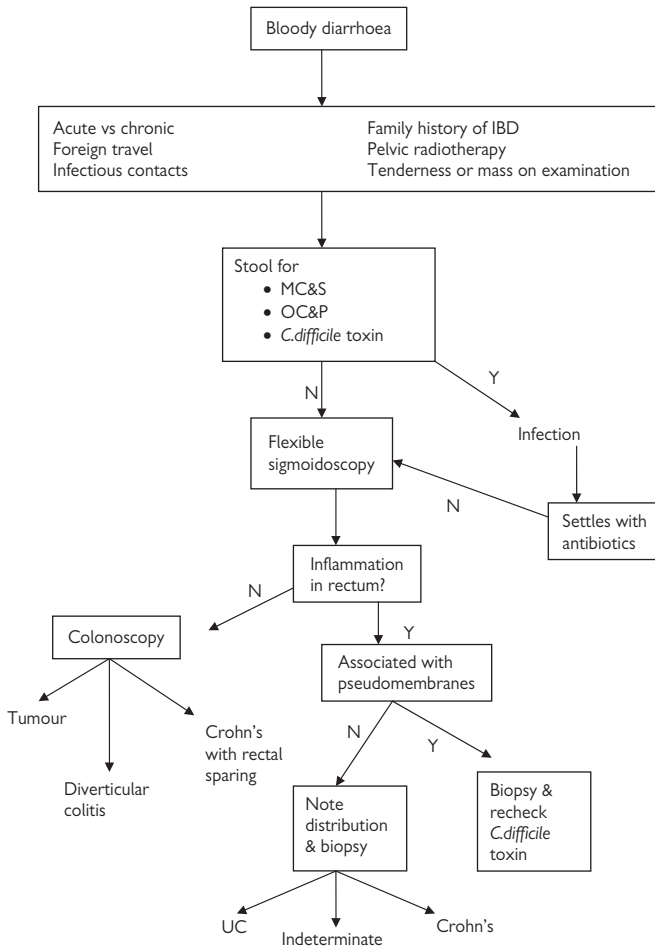 Bloody diarrhoea
Acute vs chronic
Foreign travel
Infectious contacts
Family history of IBD
Pelvic radiotherapy
Tenderness or mass on examination
Stool for
• MC&S
• OC&P
• C.difficile toxin
N
Y
Flexible
sigmoidoscopy
Infection
N
Settles with
antibiotics
Inflammation
in rectum?
N
Y
Colonoscopy
Associated with
pseudomembranes
Tumour
Diverticular
colitis
Crohn's
with rectal
sparing
N
Y
Note
distribution
& biopsy
Biopsy &
recheck
C.difficile
toxin
UC
Indeterminate
Crohn's